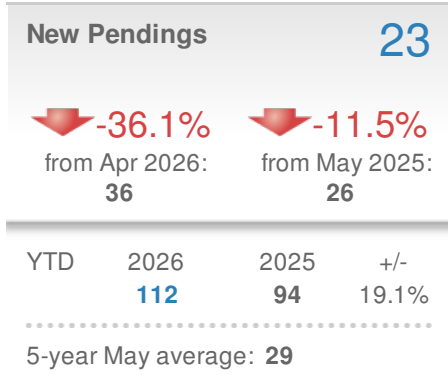 New Pendings 23
-36.1% -11.5%
from Apr 2026: from May 2025:
36 26
YTD 2026 2025 +/-
112 94 19.1%
5-year May average: 29